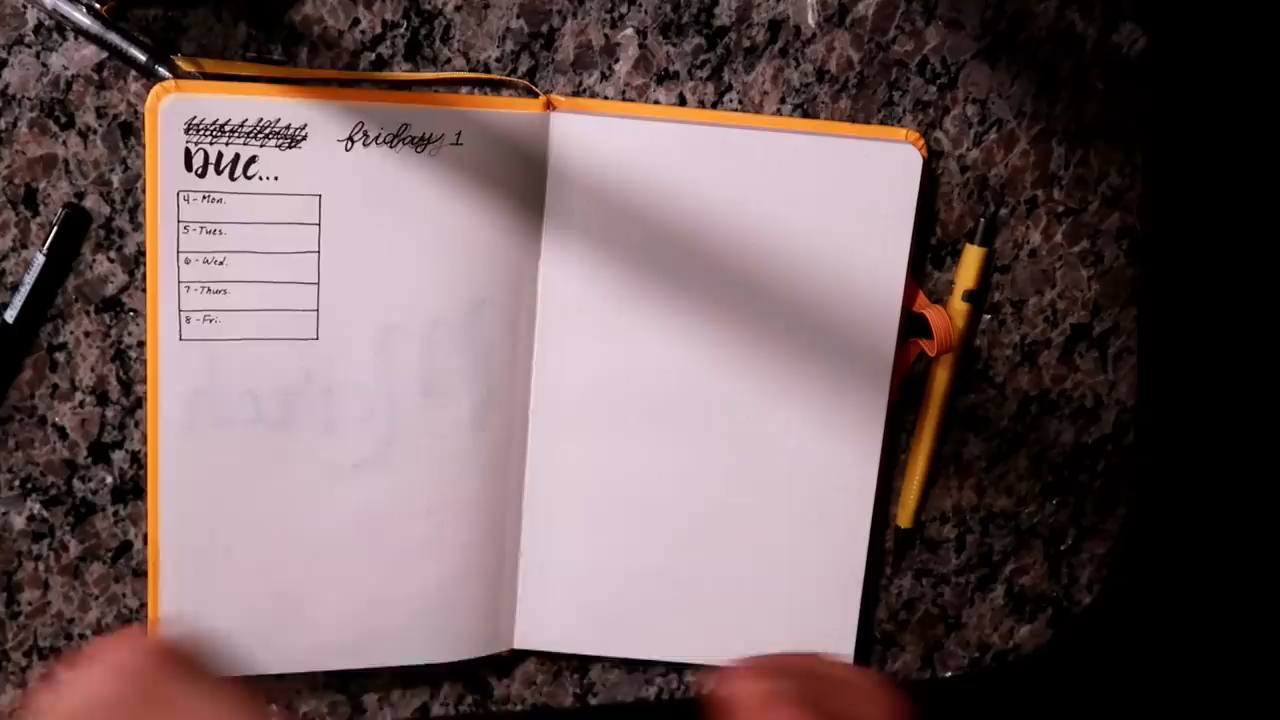 friday 1
Due...
4-Mon.
5-Tues.
6-Wed.
7-Thurs.
8-Fri.